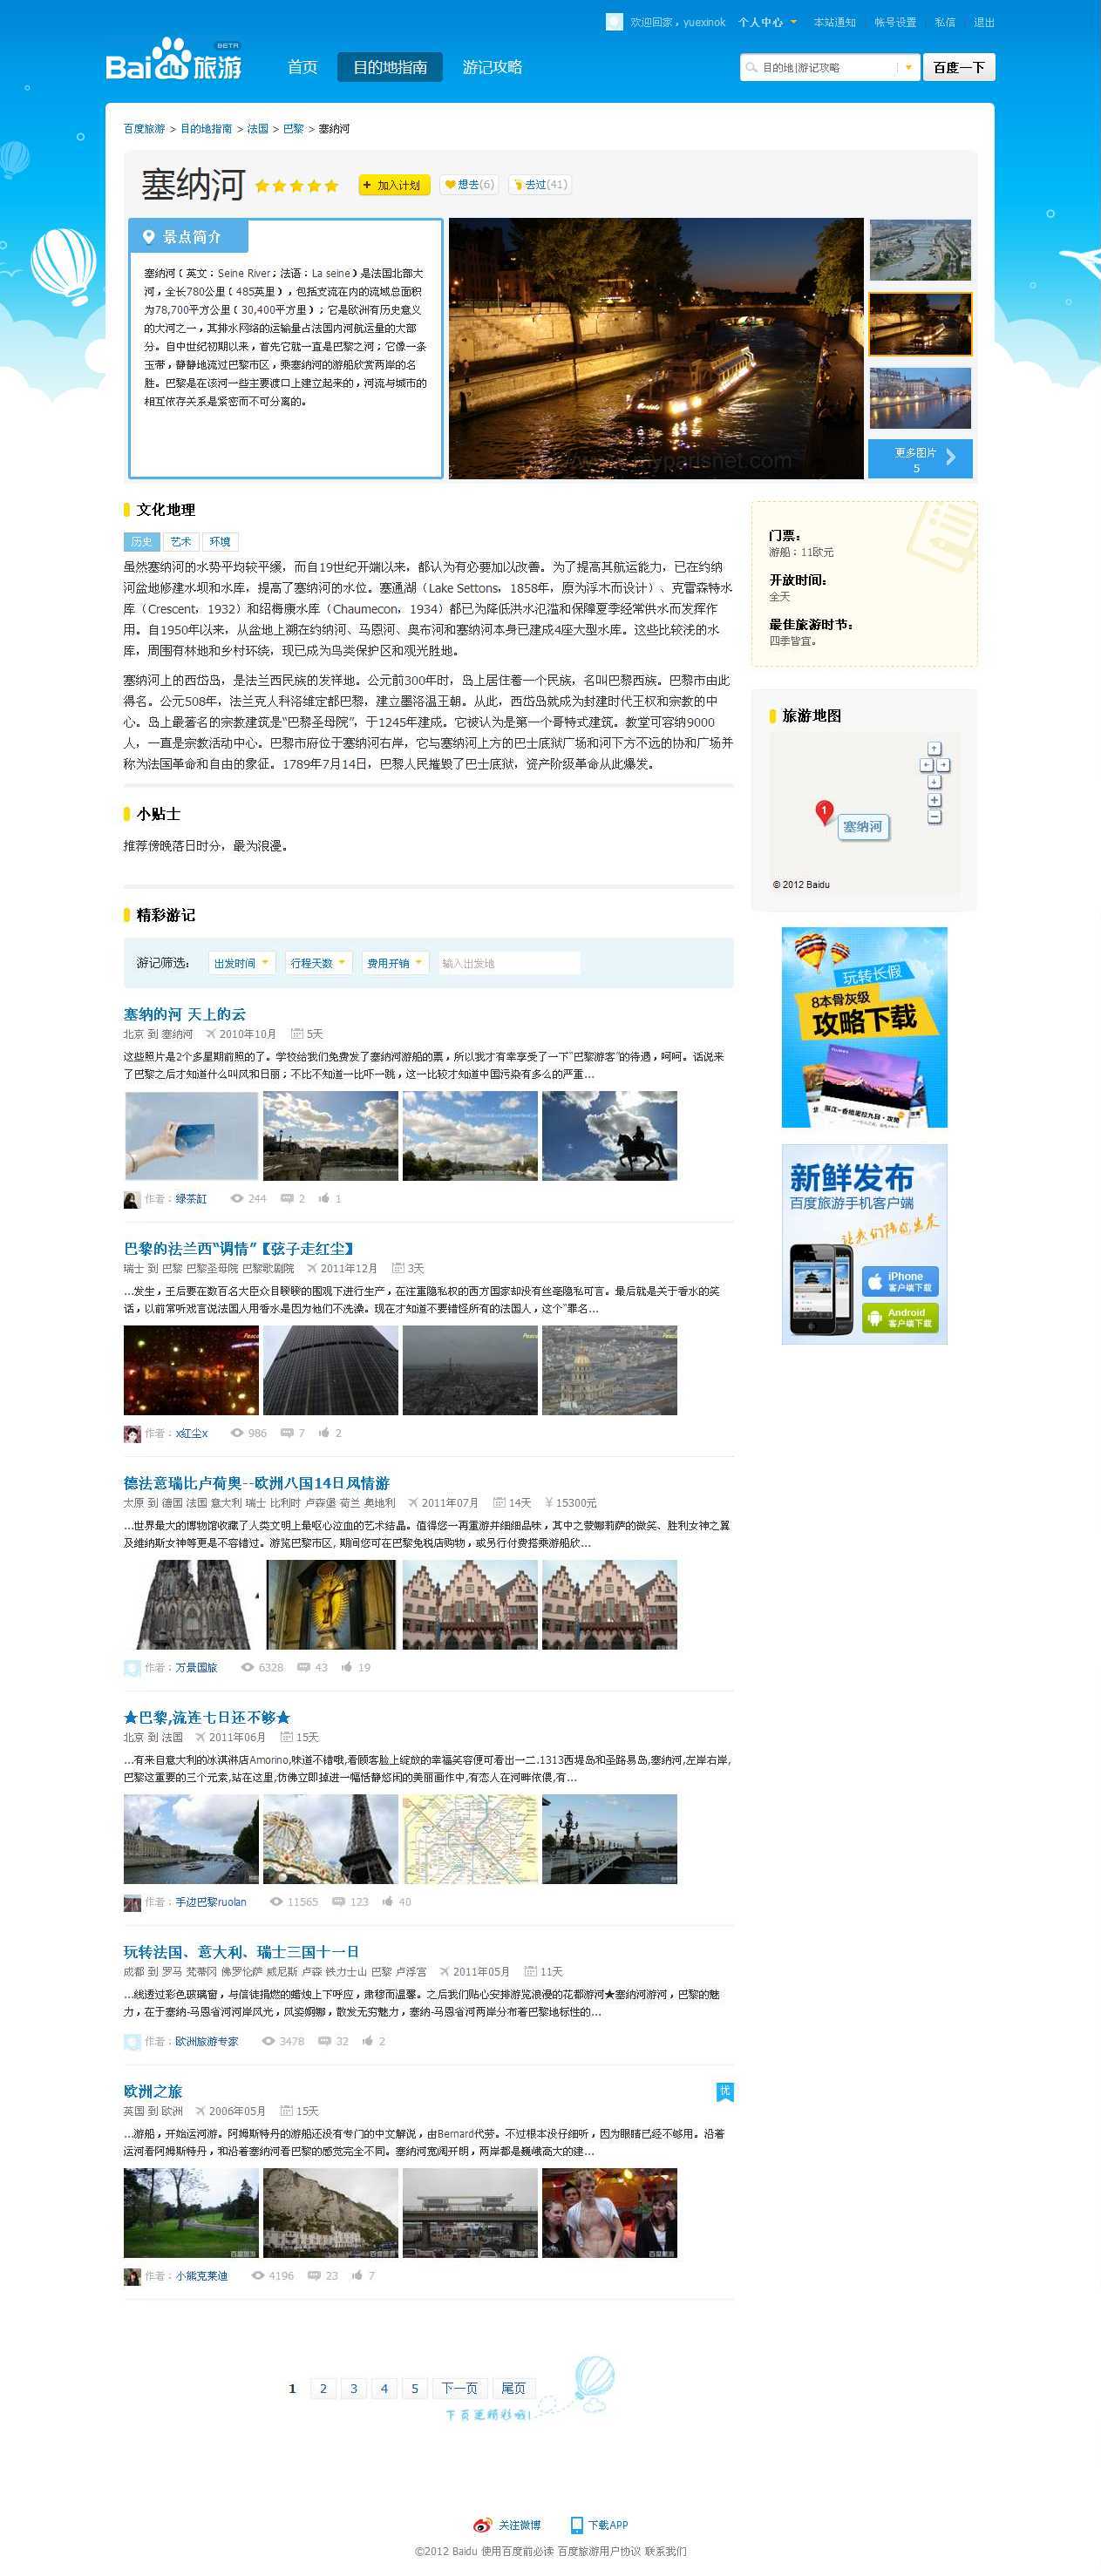 欢迎回家，yuexinok 个人中心 本站通知 帐号设置 私信 退出
Bai du 旅游 BETA
首页 目的地指南 游记攻略
目的地|游记攻略 百度一下
百度旅游 > 目的地指南 > 法国 > 巴黎 > 塞纳河
塞纳河 + 加入计划 想去(6) 去过(41)
景点简介
塞纳河（英文：Seine River；法语：La seine）是法国北部大
河，全长780公里（485英里），包括支流在内的流域总面积
为78,700平方公里（30,400平方里）；它是欧洲有历史意义
的大河之一，其排水网络的运输量占法国内河航运量的大部
分。自中世纪初期以来，首先它就一直是巴黎之河；它像一条
玉带，静静地流过巴黎市区，乘塞纳河的游船欣赏两岸的名
胜。巴黎是在该河一些主要渡口上建立起来的，河流与城市的
相互依存关系是紧密而不可分离的。
更多图片
5
文化地理
历史 艺术 环境
虽然塞纳河的水势平均较平缓，而自19世纪开端以来，都认为有必要加以改善。为了提高其航运能力，已在约纳
河盆地修建水坝和水库，提高了塞纳河的水位。塞通湖（Lake Settons，1858年，原为浮木而设计）、克雷森特水
库（Crescent，1932）和绍梅康水库（Chaumecon，1934）都已为降低洪水氾滥和保障夏季经常供水而发挥作
用。自1950年以来，从盆地上溯在约纳河、马恩河、奥布河和塞纳河本身已建成4座大型水库。这些比较浅的水
库，周围有林地和乡村环绕，现已成为鸟类保护区和观光胜地。
塞纳河上的西岱岛，是法兰西民族的发祥地。公元前300年时，岛上居住着一个民族，名叫巴黎西族。巴黎市由此
得名。公元508年，法兰克人科洛维定都巴黎，建立墨洛温王朝。从此，西岱岛就成为封建时代王权和宗教的中
心。岛上最著名的宗教建筑是“巴黎圣母院”，于1245年建成。它被认为是第一个哥特式建筑。教堂可容纳9000
人，一直是宗教活动中心。巴黎市府位于塞纳河右岸，它与塞纳河上方的巴士底狱广场和河下方不远的协和广场并
称为法国革命和自由的象征。1789年7月14日，巴黎人民摧毁了巴士底狱，资产阶级革命从此爆发。
小贴士
推荐傍晚落日时分，最为浪漫。
门票：
游船：11欧元
开放时间：
全天
最佳旅游时节：
四季皆宜。
旅游地图
1
塞纳河
© 2012 Baidu
玩转长假
8本骨灰级
攻略下载
新鲜发布
百度旅游手机客户端
让我们陪你出发
iPhone
客户端下载
Android
客户端下载
精彩游记
游记筛选： 出发时间 行程天数 费用开销 输入出发地
塞纳的河 天上的云
北京 到 塞纳河 2010年10月 5天
这些照片是2个多星期前照的了。学校给我们免费发了塞纳河游船的票，所以我才有幸享受了一下“巴黎游客”的待遇，呵呵。话说来
了巴黎之后才知道什么叫风和日丽；不比不知道一比吓一跳，这一比较才知道中国污染有多么的严重...
作者：绿茶缸 244 2 1
巴黎的法兰西“调情”【弦子走红尘】
瑞士 到 巴黎 巴黎圣母院 巴黎歌剧院 2011年12月 3天
...发生，王后要在数百名大臣众目睽睽的围观下进行生产，在注重隐私权的西方国家却没有丝毫隐私可言。最后就是关于香水的笑
话，以前常听戏言说法国人用香水是因为他们不洗澡。现在才知道不要错怪所有的法国人，这个“罪名...
作者：x紅尘x 986 7 2
德法意瑞比卢荷奥--欧洲八国14日风情游
太原 到 德国 法国 意大利 瑞士 比利时 卢森堡 荷兰 奥地利 2011年07月 14天 ¥ 15300元
...世界最大的博物馆收藏了人类文明上最呕心泣血的艺术结晶。值得您一再重游并细细品味，其中之蒙娜莉萨的微笑、胜利女神之翼
及维纳斯女神等更是不容错过。游览巴黎市区，期间您可在巴黎免税店购物，或另行付费搭乘游船欣...
作者：万景国旅 6328 43 19
★巴黎,流连七日还不够★
北京 到 法国 2011年06月 15天
...有来自意大利的冰淇淋店Amorino,味道不错哦,看顾客脸上绽放的幸福笑容便可看出一二.1313西堤岛和圣路易岛,塞纳河,左岸右岸,
巴黎这重要的三个元素,站在这里,仿佛立即掉进一幅恬静悠闲的美丽画作中,有恋人在河畔依偎,有...
作者：手边巴黎ruolan 11565 123 40
玩转法国、意大利、瑞士三国十一日
成都 到 罗马 梵蒂冈 佛罗伦萨 威尼斯 卢森 铁力士山 巴黎 卢浮宫 2011年05月 11天
...线透过彩色玻璃窗，与信徒捐燃的蜡烛上下呼应，肃穆而温馨。之后我们贴心安排游览浪漫的花都游河★塞纳河游河，巴黎的魅
力，在于塞纳-马恩省河河岸风光，风姿婀娜，散发无穷魅力，塞纳-马恩省河两岸分布着巴黎地标性的...
作者：欧洲旅游专家 3478 32 2
欧洲之旅 优
英国 到 欧洲 2006年05月 15天
...游船，开始运河游。阿姆斯特丹的游船还没有专门的中文解说，由Bernard代劳。不过根本没仔细听，因为眼睛已经不够用。沿着
运河看阿姆斯特丹，和沿着塞纳河看巴黎的感觉完全不同。塞纳河宽阔开朗，两岸都是巍峨高大的建...
作者：小熊克莱迪 4196 23 7
1 2 3 4 5 下一页 尾页
下页更精彩哦!
关注微博 下载APP
©2012 Baidu 使用百度前必读 百度旅游用户协议 联系我们